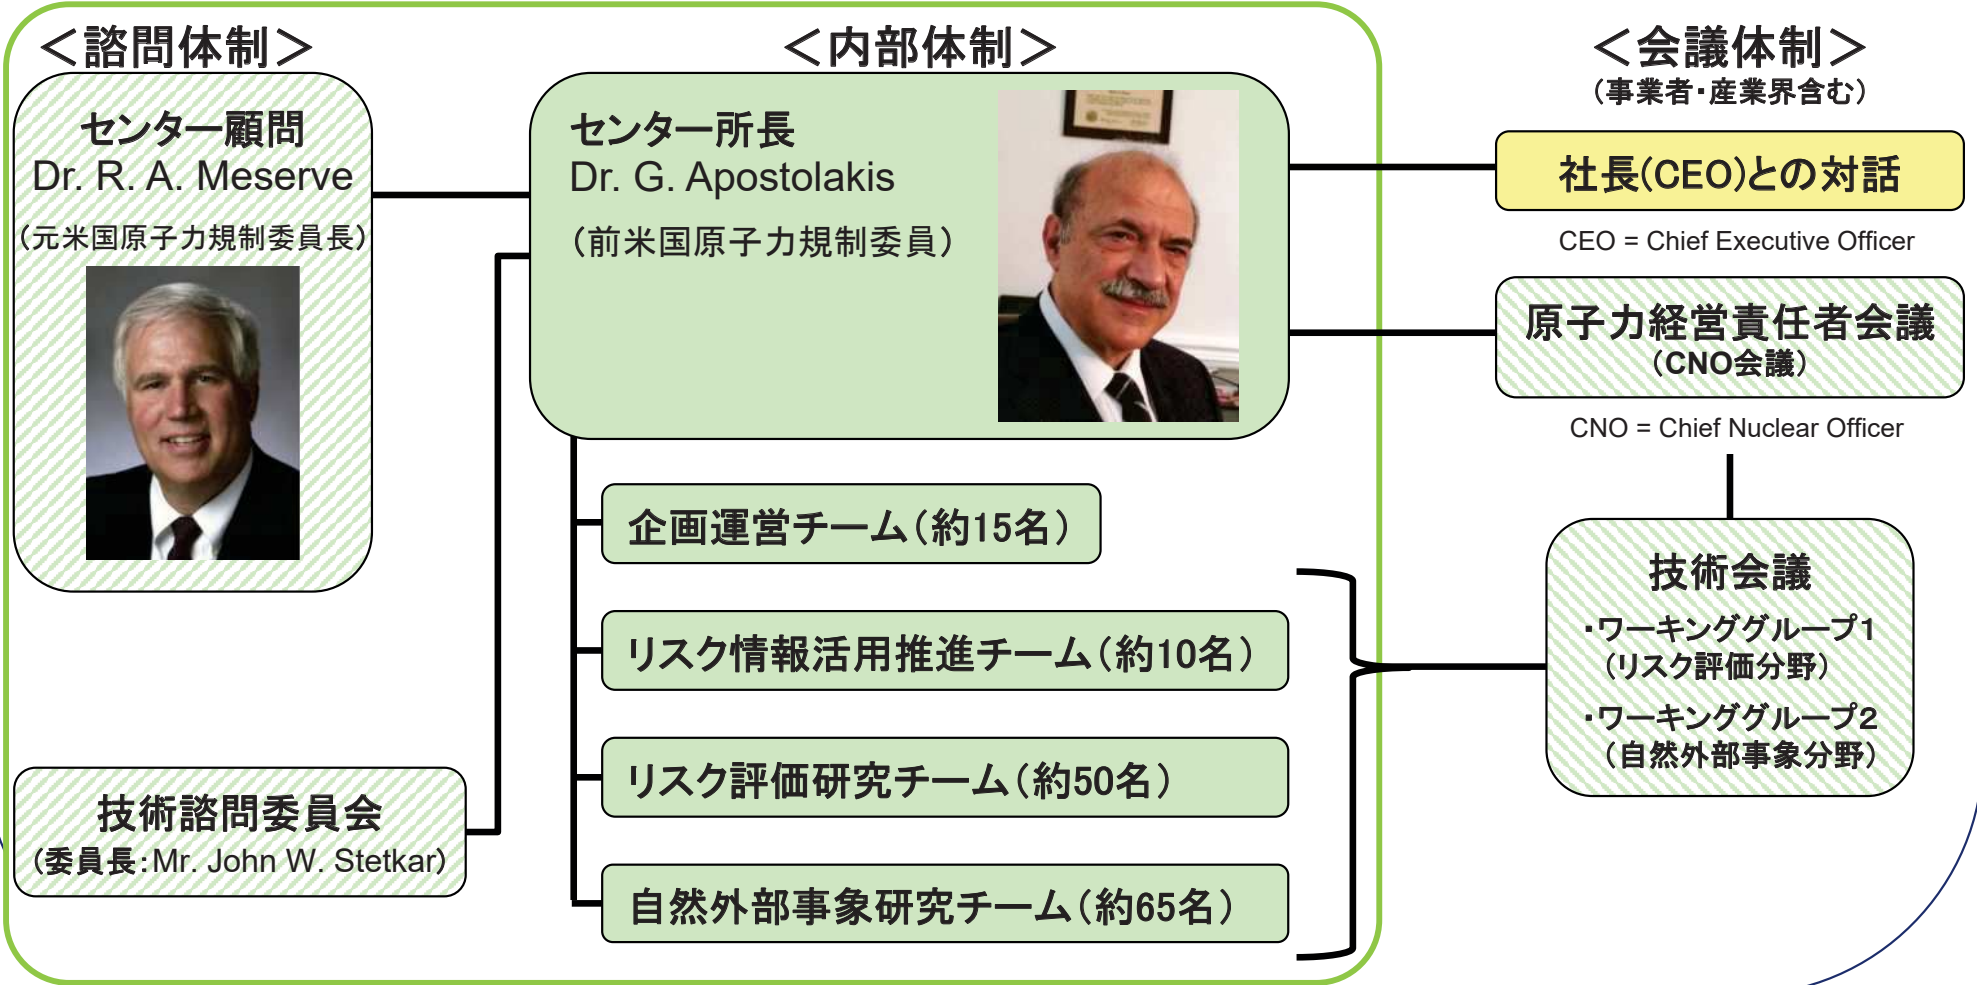 ＜諮問体制＞
センター顧問
Dr. R. A. Meserve
（元米国原子力規制委員長）
技術諮問委員会
（委員長：Mr. John W. Stetkar）
＜内部体制＞
センター所長
Dr. G. Apostolakis
（前米国原子力規制委員）
企画運営チーム（約15名）
リスク情報活用推進チーム（約10名）
リスク評価研究チーム（約50名）
自然外部事象研究チーム（約65名）
＜会議体制＞
（事業者・産業界含む）
社長（CEO）との対話
CEO = Chief Executive Officer
原子力経営責任者会議
（CNO会議）
CNO = Chief Nuclear Officer
技術会議
・ワーキンググループ１
（リスク評価分野）
・ワーキンググループ２
（自然外部事象分野）